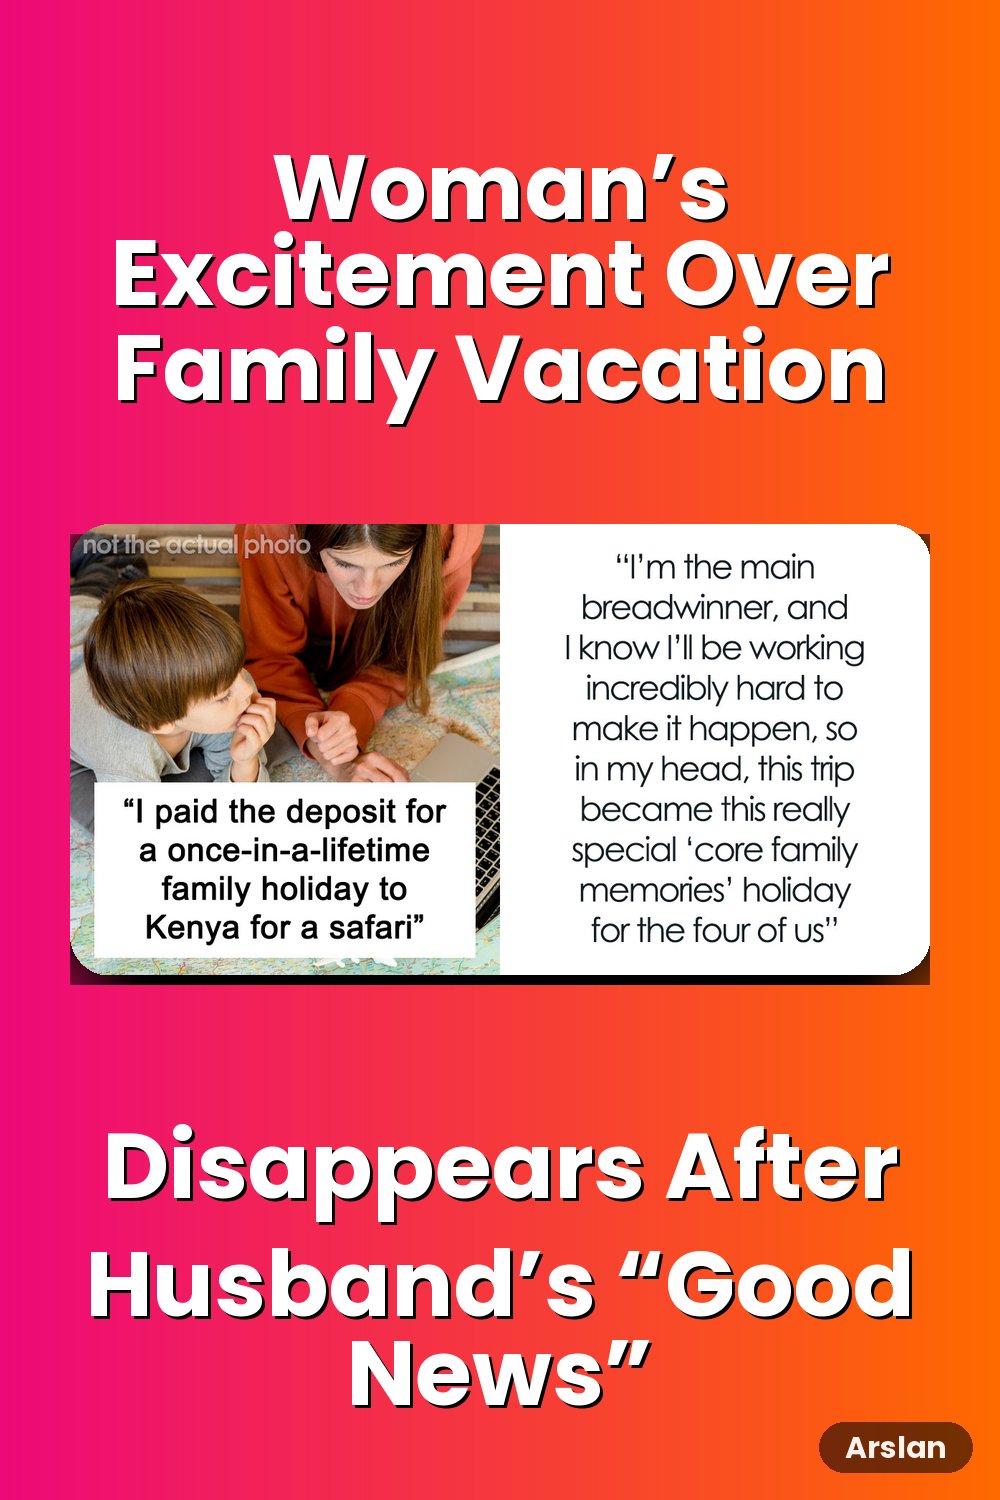 Woman’s
Excitement Over
Family Vacation
not the actual photo
“I paid the deposit for
a once-in-a-lifetime
family holiday to
Kenya for a safari”
“I’m the main
breadwinner, and
I know I’ll be working
incredibly hard to
make it happen, so
in my head, this trip
became this really
special ‘core family
memories’ holiday
for the four of us”
Disappears After
Husband’s “Good
News”
Arslan